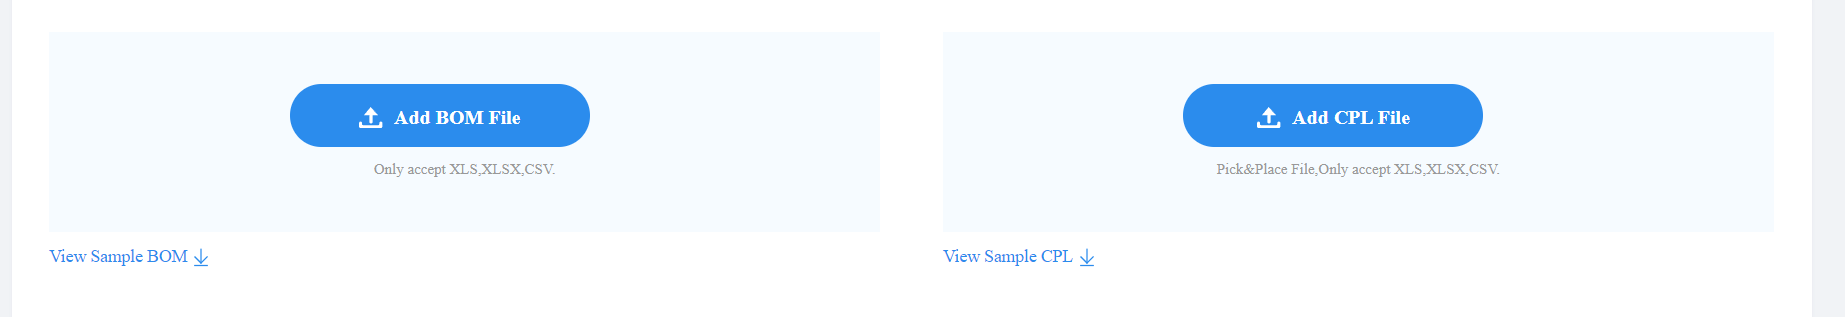 Add BOM File
Only accept XLS,XLSX,CSV.
View Sample BOM
Add CPL File
Pick&Place File,Only accept XLS,XLSX,CSV.
View Sample CPL